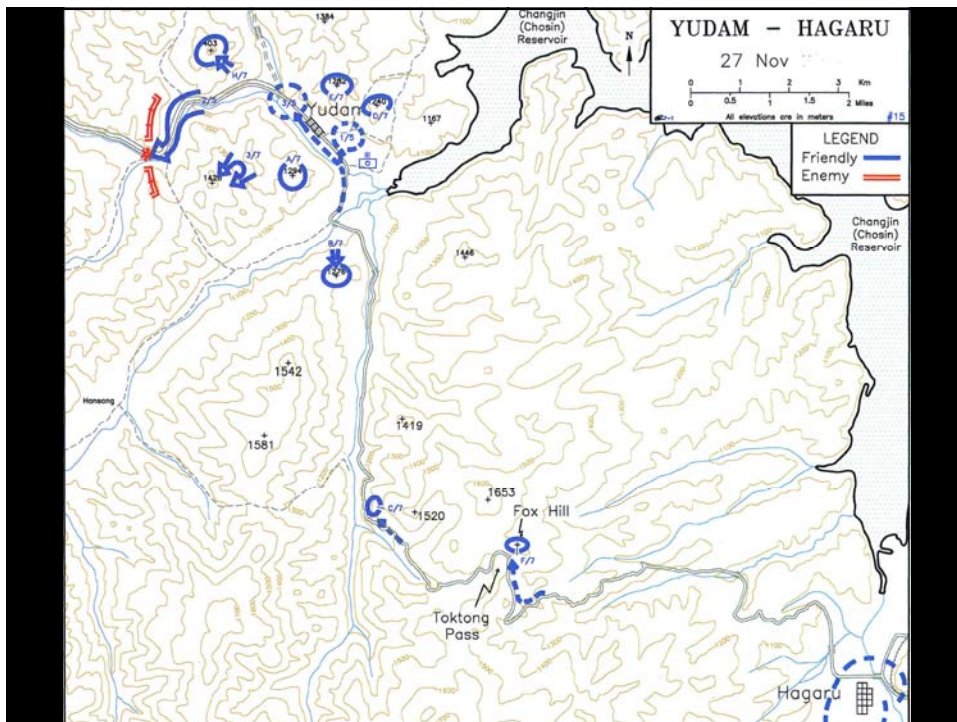 YUDAM – HAGARU
27 Nov
0 1 2 3 Km
0 0.5 1 1.5 2 Miles
All elevations are in meters
#15
N
LEGEND
Friendly
Enemy
Changjin
(Chosin)
Reservoir
Changjin
(Chosin)
Reservoir
1384
403
H/7
2/5
3/5
Yudam
1282
E/7
1240
D/7
1/5
1167
3/7
1426
A/7
1294
B/7
1276
1446
1542
Hansang
1581
1419
C/7
1520
1653
Fox Hill
F/7
Toktong
Pass
Hagaru